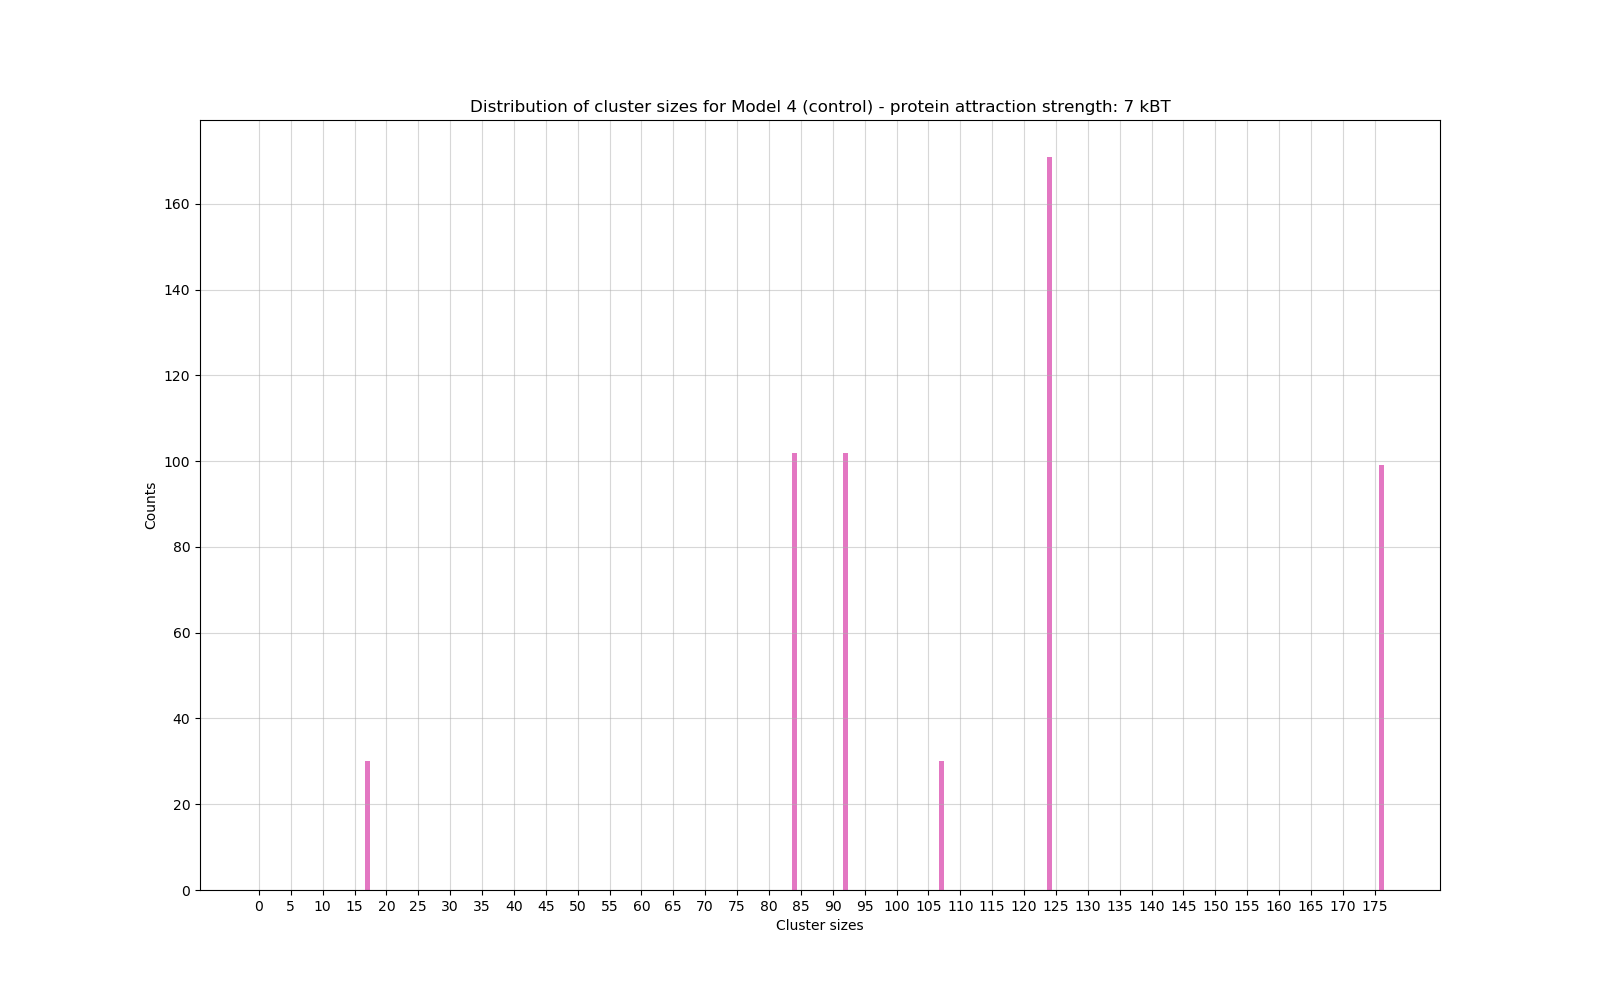 Distribution of cluster sizes for Model 4 (control) - protein attraction strength: 7 kBT
160
140
120
100
80
60
40
20
0
Counts
0 5 10 15 20 25 30 35 40 45 50 55 60 65 70 75 80 85 90 95 100 105 110 115 120 125 130 135 140 145 150 155 160 165 170 175
Cluster sizes